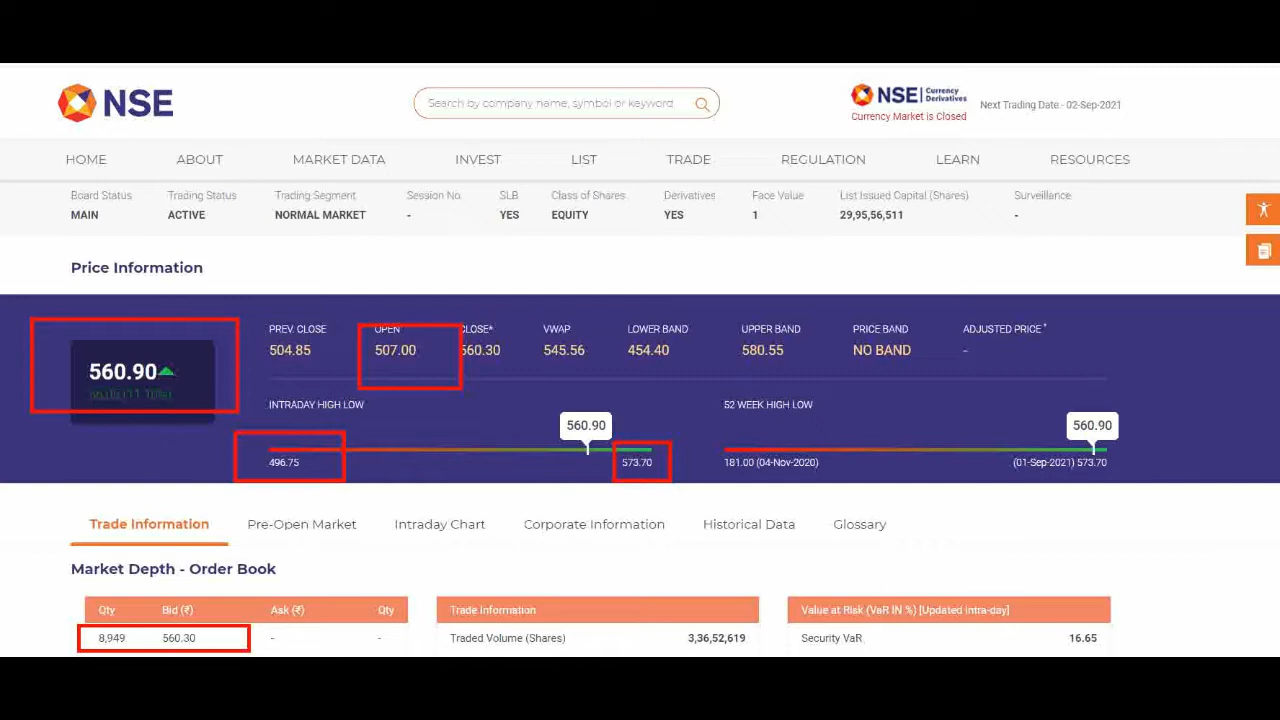 NSE
Search by company name, symbol or keyword
NSE Currency Derivatives
Currency Market is Closed
Next Trading Date - 02-Sep-2021
HOME ABOUT MARKET DATA INVEST LIST TRADE REGULATION LEARN RESOURCES
Board Status Trading Status Trading Segment Session No. SLB Class of Shares Derivatives Face Value List Issued Capital (Shares) Surveillance
MAIN ACTIVE NORMAL MARKET - YES EQUITY YES 1 29,95,56,511 -
Price Information
PREV. CLOSE OPEN CLOSE* VWAP LOWER BAND UPPER BAND PRICE BAND ADJUSTED PRICE*
504.85 507.00 560.30 545.56 454.40 580.55 NO BAND -
560.90
INTRADAY HIGH LOW 52 WEEK HIGH LOW
560.90 560.90
496.75 573.70 181.00 (04-Nov-2020) (01-Sep-2021) 573.70
Trade Information Pre-Open Market Intraday Chart Corporate Information Historical Data Glossary
Market Depth - Order Book
Qty Bid (₹) Ask (₹) Qty Trade Information Value at Risk (VaR IN %) [Updated intra-day]
8,949 560.30 - - Traded Volume (Shares) 3,36,52,619 Security VaR 16.65